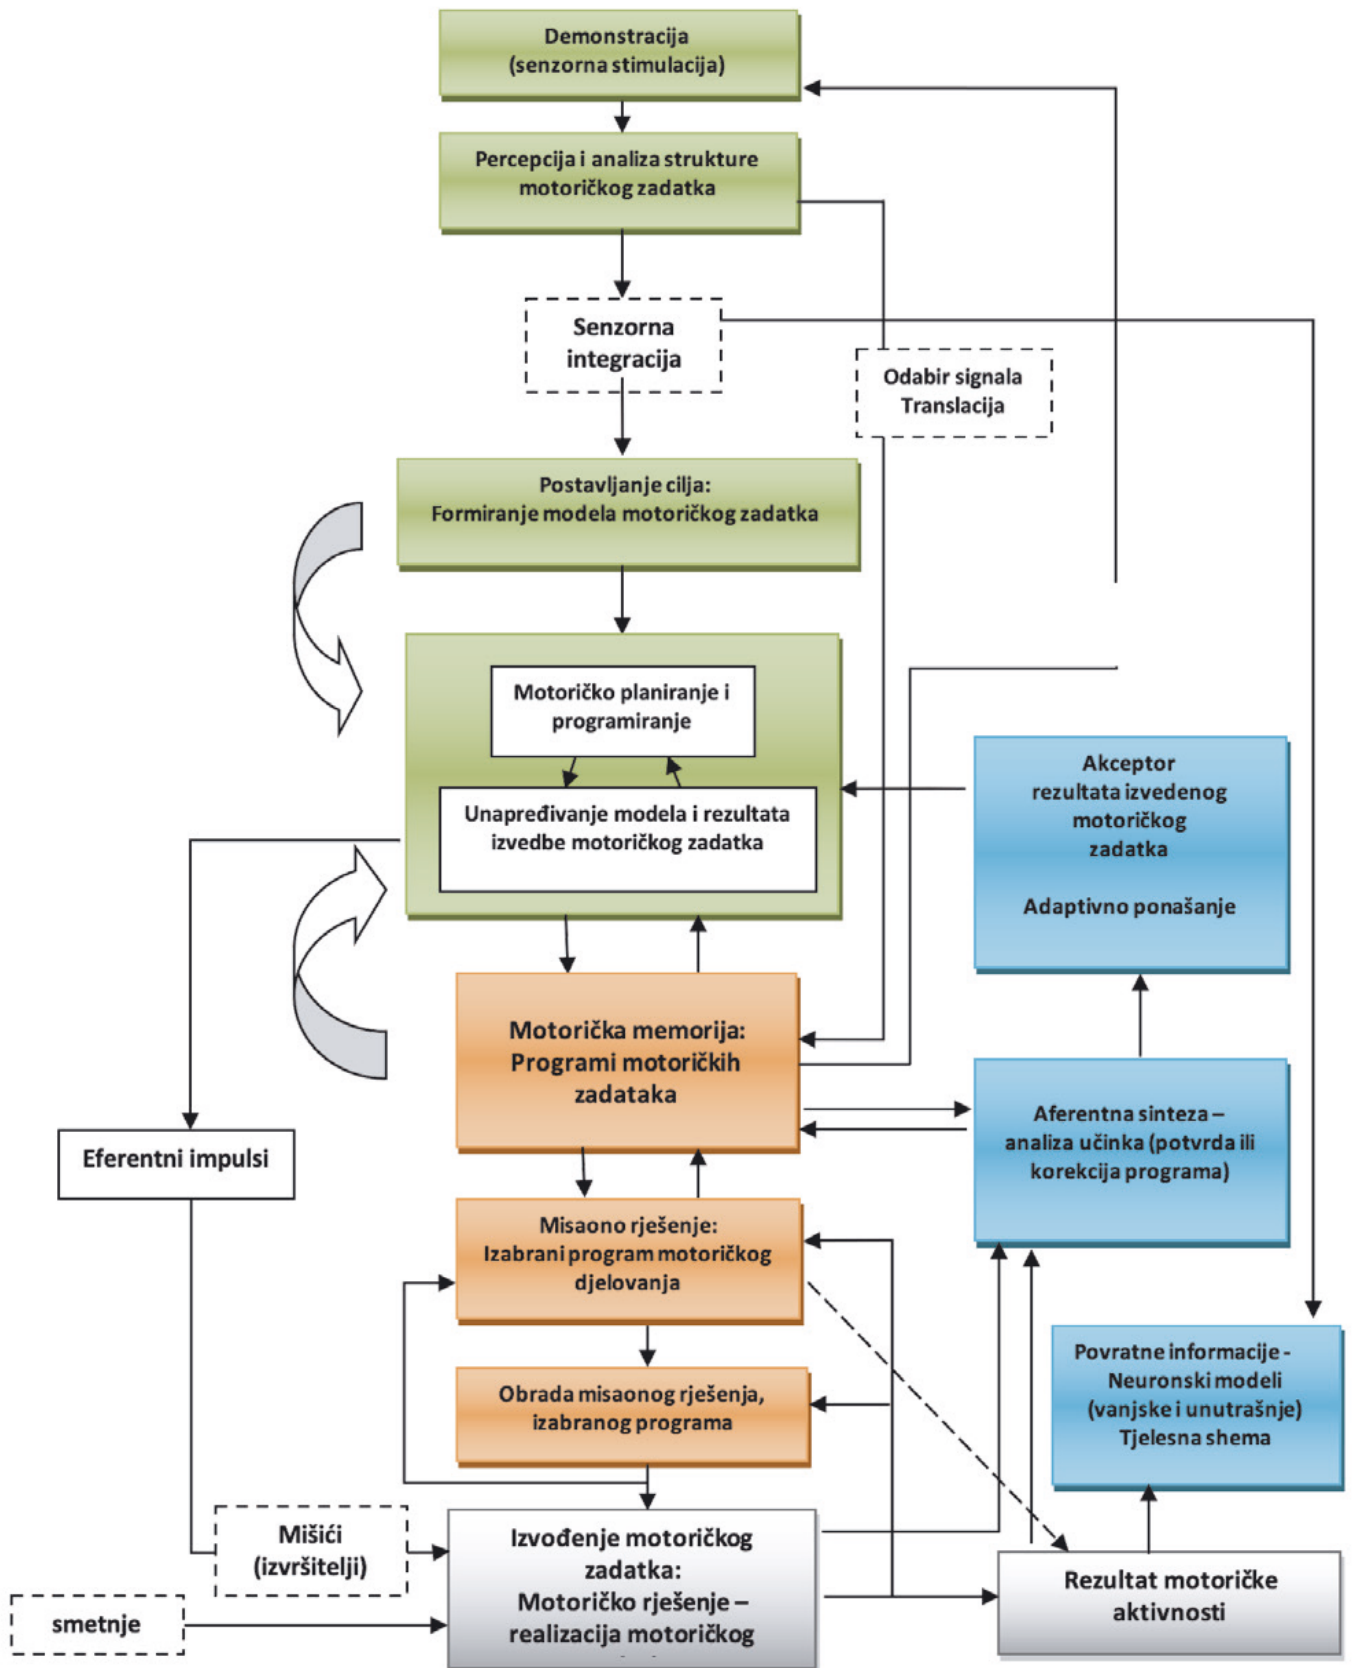 Demonstracija
(senzorna stimulacija)
Percepcija i analiza strukture
motoričkog zadatka
Senzorna
integracija
Odabir signala
Translacija
Postavljanje cilja:
Formiranje modela motoričkog zadatka
Motoričko planiranje i
programiranje
Unapređivanje modela i rezultata
izvedbe motoričkog zadatka
Akceptor
rezultata izvedenog
motoričkog
zadatka
Adaptivno ponašanje
Motorička memorija:
Programi motoričkih
zadataka
Aferentna sinteza –
analiza učinka (potvrda ili
korekcija programa)
Eferentni impulsi
Misaono rješenje:
Izabrani program motoričkog
djelovanja
Povratne informacije -
Neuronski modeli
(vanjske i unutrašnje)
Tjelesna shema
Obrada misaonog rješenja,
izabranog programa
Mišići
(izvršitelji)
Izvođenje motoričkog
zadatka:
Motoričko rješenje –
realizacija motoričkog
Rezultat motoričke
aktivnosti
smetnje